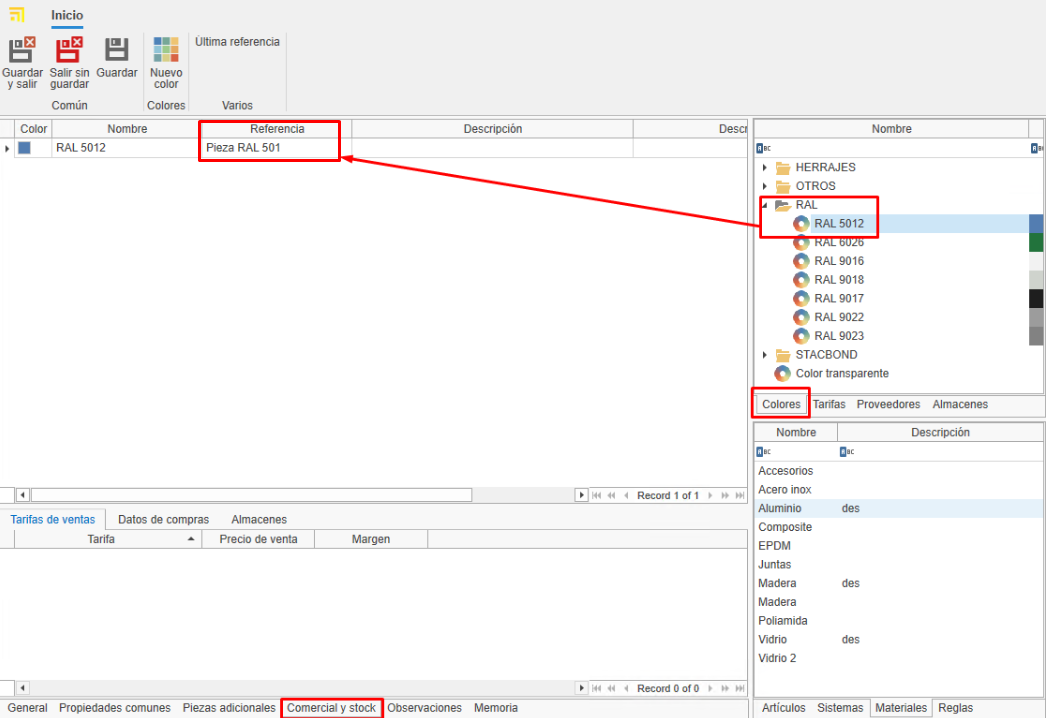 Inicio
Guardar y salir
Salir sin guardar
Guardar
Nuevo color
Última referencia
Común
Colores
Varios
Color Nombre Referencia Descripción Descr
RAL 5012 Pieza RAL 501
Nombre
HERRAJES
OTROS
RAL
RAL 5012
RAL 6026
RAL 9016
RAL 9018
RAL 9017
RAL 9022
RAL 9023
STACBOND
Color transparente
Colores Tarifas Proveedores Almacenes
Nombre Descripción
Accesorios
Acero inox
Aluminio des
Composite
EPDM
Juntas
Madera des
Madera
Poliamida
Vidrio des
Vidrio 2
Record 1 of 1
Tarifas de ventas Datos de compras Almacenes
Tarifa Precio de venta Margen
Record 0 of 0
General Propiedades comunes Piezas adicionales Comercial y stock Observaciones Memoria
Artículos Sistemas Materiales Reglas